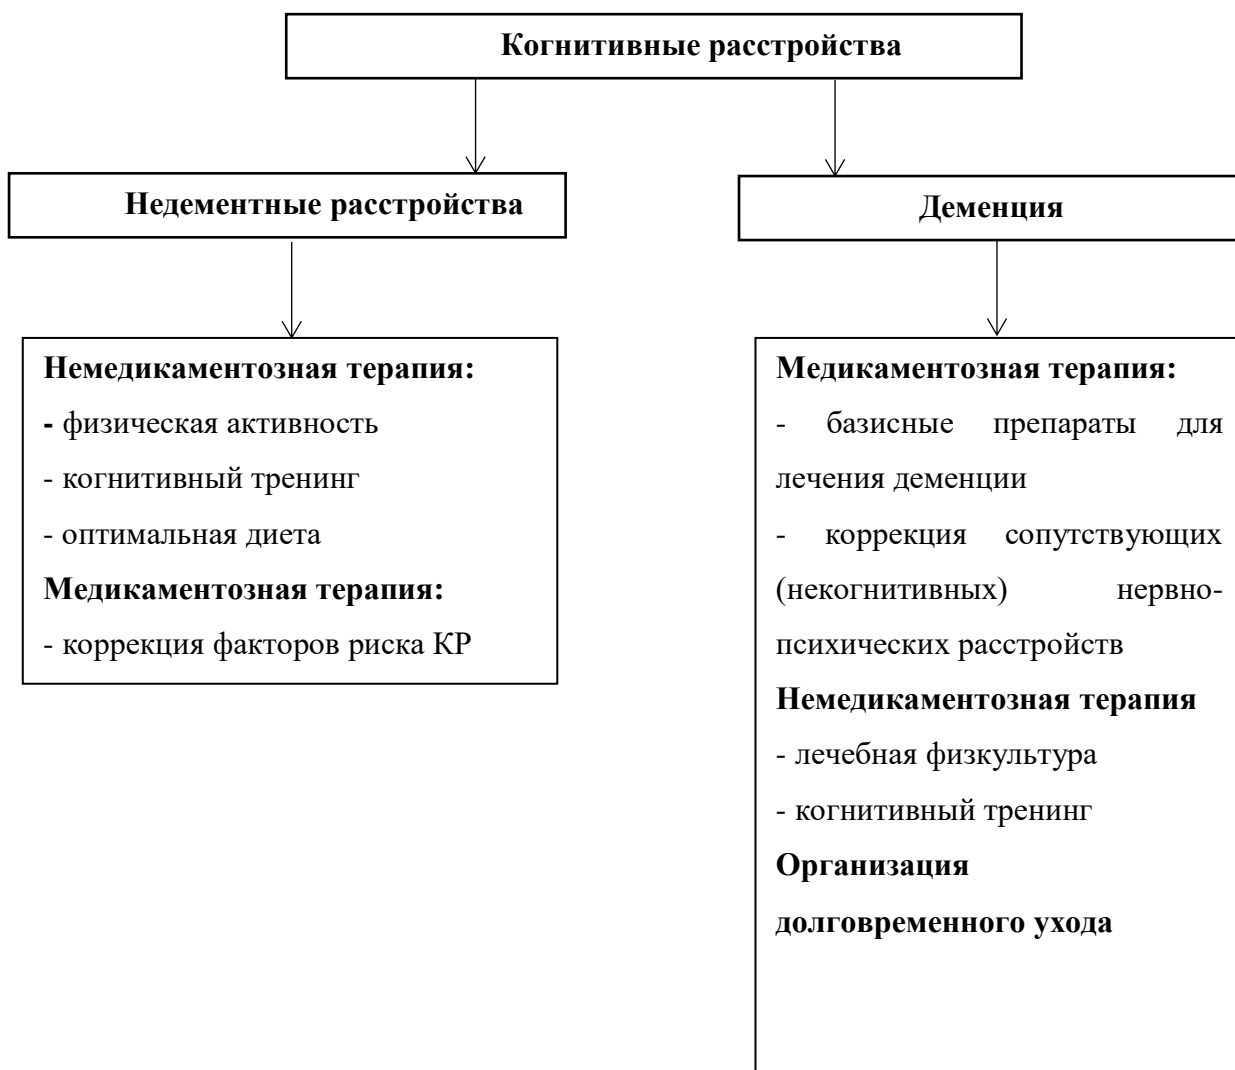 Когнитивные расстройства
Недементные расстройства
Деменция
Немедикаментозная терапия:
- физическая активность
- когнитивный тренинг
- оптимальная диета
Медикаментозная терапия:
- коррекция факторов риска КР
Медикаментозная терапия:
- базисные препараты для
лечения деменции
- коррекция сопутствующих
(некогнитивных) нервно-
психических расстройств
Немедикаментозная терапия
- лечебная физкультура
- когнитивный тренинг
Организация
долговременного ухода